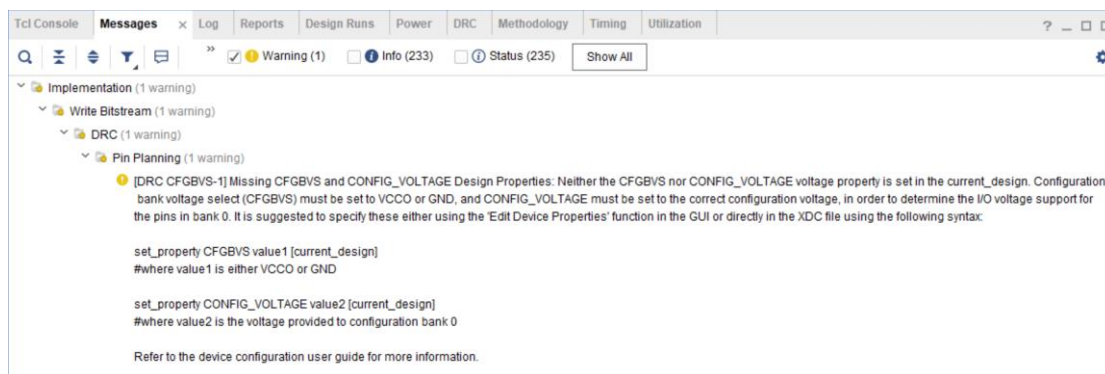 Tcl Console Messages × Log Reports Design Runs Power DRC Methodology Timing Utilization ? _
» Warning (1) Info (233) Status (235) Show All
Implementation (1 warning)
Write Bitstream (1 warning)
DRC (1 warning)
Pin Planning (1 warning)
[DRC CFGBVS-1] Missing CFGBVS and CONFIG_VOLTAGE Design Properties: Neither the CFGBVS nor CONFIG_VOLTAGE voltage property is set in the current_design. Configuration
bank voltage select (CFGBVS) must be set to VCCO or GND, and CONFIG_VOLTAGE must be set to the correct configuration voltage, in order to determine the I/O voltage support for
the pins in bank 0. It is suggested to specify these either using the 'Edit Device Properties' function in the GUI or directly in the XDC file using the following syntax:
set_property CFGBVS value1 [current_design]
#where value1 is either VCCO or GND
set_property CONFIG_VOLTAGE value2 [current_design]
#where value2 is the voltage provided to configuration bank 0
Refer to the device configuration user guide for more information.